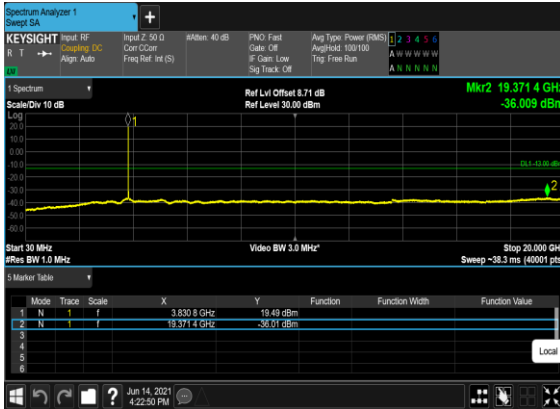 Spectrum Analyzer 1
Swept SA
+
KEYSIGHT Input: RF Input Z: 50 Ω #Atten: 40 dB PNO: Fast Avg Type: Power (RMS) 1 2 3 4 5 6
R T Coupling: DC Corr CCorr Gate: Off Avg|Hold: 100/100 A W W W W W
Align: Auto Freq Ref: Int (S) IF Gain: Low Trig: Free Run
Sig Track: Off A N N N N N
1 Spectrum Ref Lvl Offset 8.71 dB Mkr2 19.371 4 GHz
Scale/Div 10 dB Ref Level 30.00 dBm -36.009 dBm
Log
20.0
10.0
0.00
-10.0
-20.0
-30.0
-40.0
-50.0
-60.0
1
DL1 -13.00 dBm
2
Start 30 MHz Video BW 3.0 MHz* Stop 20.000 GH
#Res BW 1.0 MHz Sweep ~38.3 ms (40001 pts
5 Marker Table
Mode Trace Scale X Y Function Function Width Function Value
1 N 1 f 3.830 8 GHz 19.49 dBm
2 N 1 f 19.371 4 GHz -36.01 dBm
3
4
5
6
Local
? Jun 14, 2021
4:22:50 PM